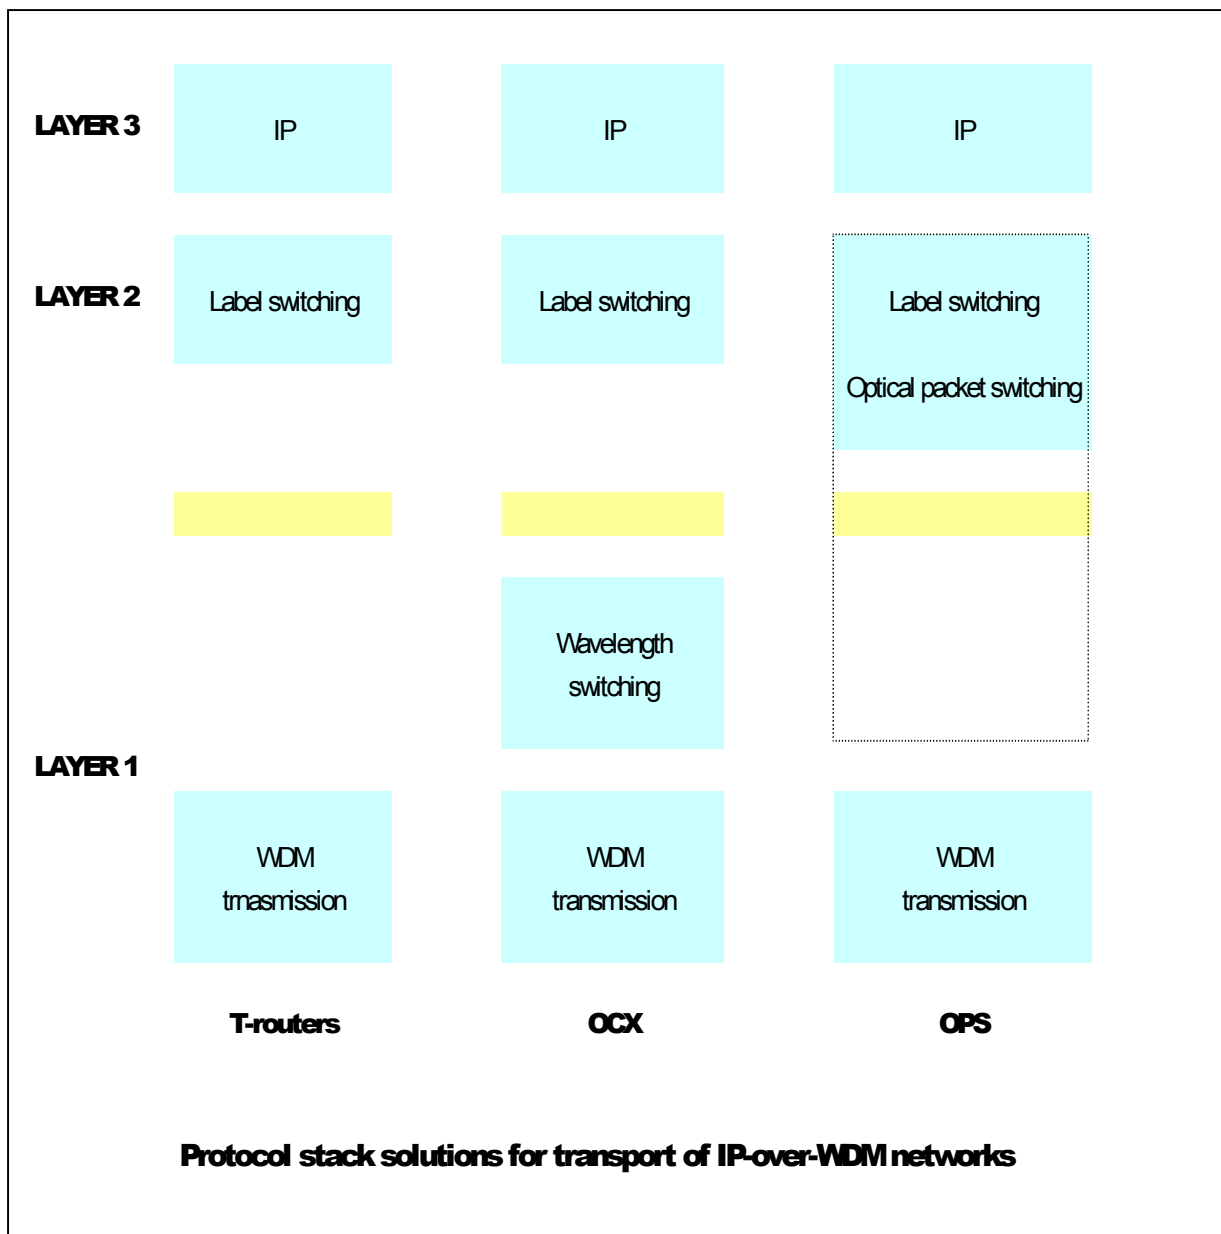 LAYER 3
IP
IP
IP
LAYER 2
Label switching
Label switching
Label switching
Optical packet switching
Wavelength
switching
LAYER 1
WDM
trnasmission
WDM
transmission
WDM
transmission
T-routers
OCX
OPS
Protocol stack solutions for transport of IP-over-WDM networks